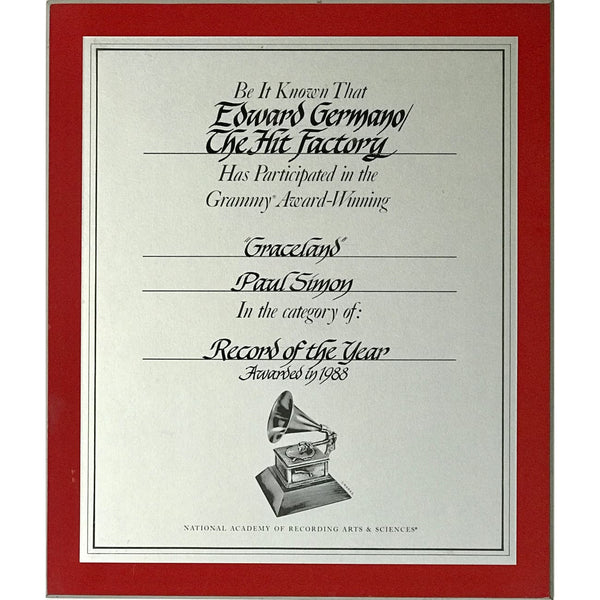 Be It Known That
Edward Germano/
The Hit Factory
Has Participated in the
Grammy® Award-Winning
"Graceland"
Paul Simon
In the category of:
Record of the Year
Awarded in 1988
NATIONAL ACADEMY OF RECORDING ARTS & SCIENCES®